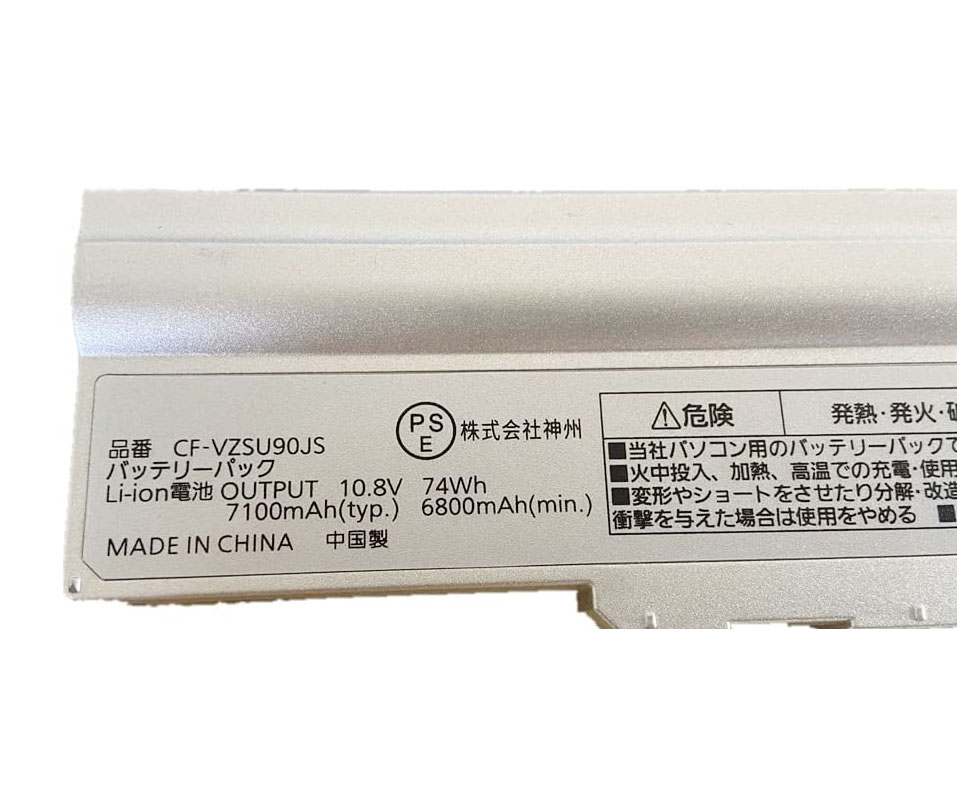 品番 CF-VZSU90JS
バッテリーパック
Li-ion電池 OUTPUT 10.8V 74Wh
7100mAh(typ.) 6800mAh(min.)
MADE IN CHINA 中国製
PS
E
株式会社神州
⚠危険
発熱・発火・破
■当社パソコン用のバッテリーパックで
■火中投入、加熱、高温での充電・使用
■変形やショートをさせたり分解・改造
衝撃を与えた場合は使用をやめる ■